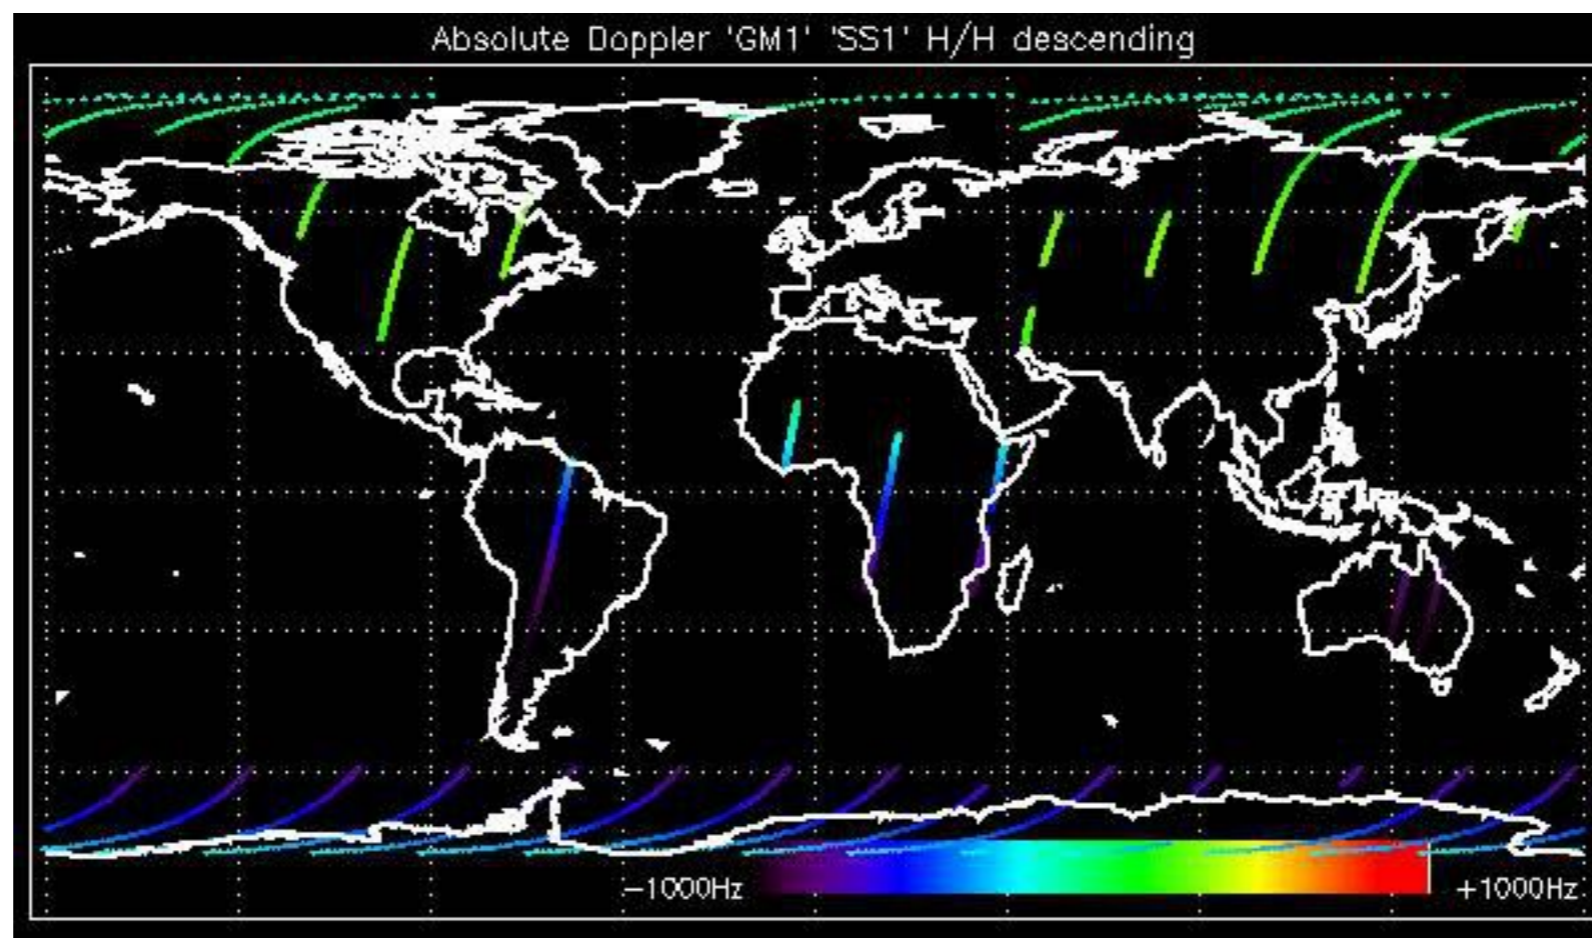 Absolute Doppler 'GM1' 'SS1' H/H descending
-1000Hz
+1000Hz